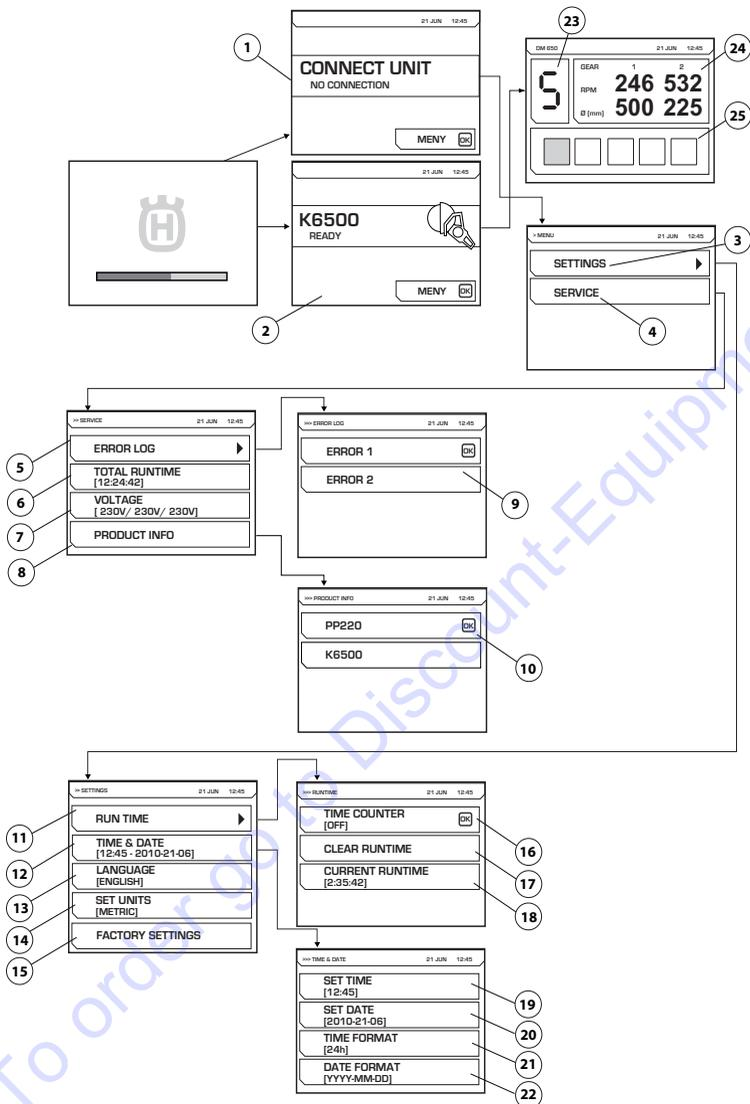 21 JUN 12:45
1
CONNECT UNIT
NO CONNECTION
MENY OK
21 JUN 12:45
K6500
READY
MENY OK
2
H
23
DM 650 21 JUN 12:45
24
GEAR 1 2
RPM 246 532
Ø [mm] 500 225
5
25
> MENU 21 JUN 12:45
3
SETTINGS
SERVICE
4
>> SERVICE 21 JUN 12:45
5
ERROR LOG
6
TOTAL RUNTIME
[12:24:42]
7
VOLTAGE
[ 230V/ 230V/ 230V]
8
PRODUCT INFO
>>> ERROR LOG 21 JUN 12:45
ERROR 1 OK
ERROR 2
9
>>> PRODUCT INFO 21 JUN 12:45
PP220 OK
K6500
10
>> SETTINGS 21 JUN 12:45
11
RUN TIME
12
TIME & DATE
[12:45 - 2010-21-06]
13
LANGUAGE
[ENGLISH]
14
SET UNITS
[METRIC]
15
FACTORY SETTINGS
>>> RUNTIME 21 JUN 12:45
TIME COUNTER
[OFF] OK
16
CLEAR RUNTIME
17
CURRENT RUNTIME
[2:35:42]
18
>>> TIME & DATE 21 JUN 12:45
SET TIME
[12:45]
19
SET DATE
[2010-21-06]
20
TIME FORMAT
[24h]
21
DATE FORMAT
[YYYY-MM-DD]
22
To order go to Discount-Equipme